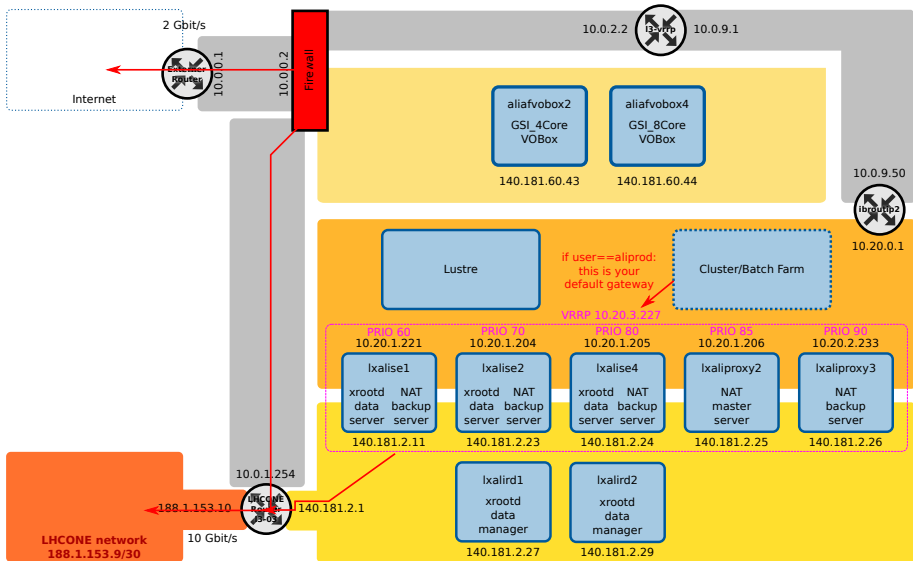 2 Gbit/s
Externer
Router
10.0.0.1
10.0.0.2
Firewall
Internet
10.0.2.2
l3-vrrp
10.0.9.1
aliafvobox2
GSI_4Core
VOBox
140.181.60.43
aliafvobox4
GSI_8Core
VOBox
140.181.60.44
10.0.9.50
ibroutip2
10.20.0.1
Lustre
if user==aliprod:
this is your
default gateway
Cluster/Batch Farm
VRRP 10.20.3.227
PRIO 60
10.20.1.221
lxalise1
xrootd NAT
data backup
server server
140.181.2.11
PRIO 70
10.20.1.204
lxalise2
xrootd NAT
data backup
server server
140.181.2.23
PRIO 80
10.20.1.205
lxalise4
xrootd NAT
data backup
server server
140.181.2.24
PRIO 85
10.20.1.206
lxaliproxy2
NAT
master
server
140.181.2.25
PRIO 90
10.20.2.233
lxaliproxy3
NAT
backup
server
140.181.2.26
lxalird1
xrootd
data
manager
140.181.2.27
lxalird2
xrootd
data
manager
140.181.2.29
10.0.1.254
188.1.153.10
LHCONE
Router
140.181.2.1
10 Gbit/s
LHCONE network
188.1.153.9/30